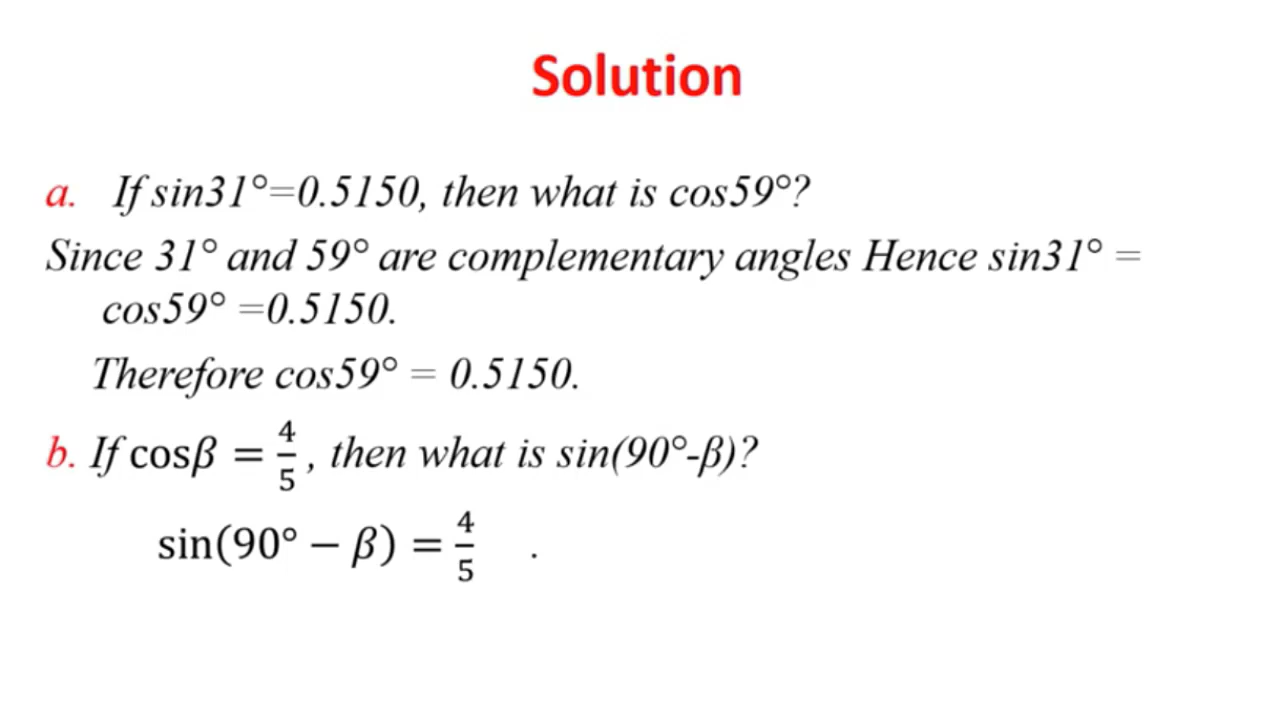 Solution
a. If sin31°=0.5150, then what is cos59°?
Since 31° and 59° are complementary angles Hence sin31° =
cos59° =0.5150.
Therefore cos59° = 0.5150.
b. If cosβ = 4/5, then what is sin(90°-β)?
sin(90° − β) = 4/5 .